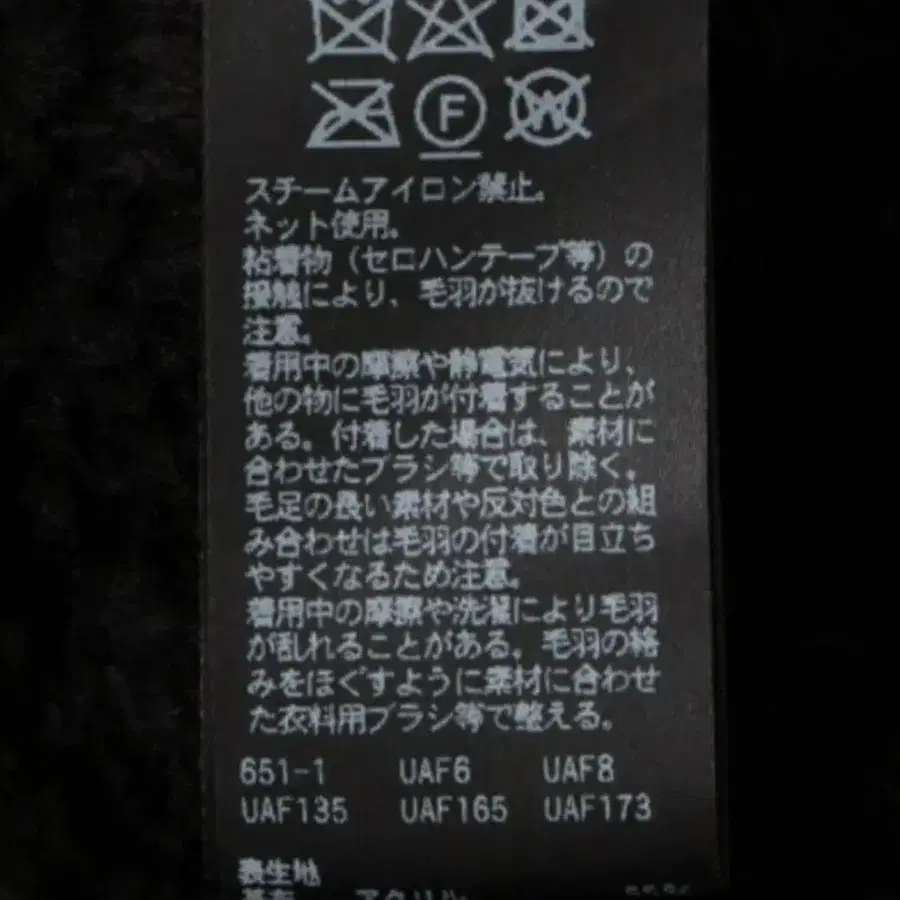 F
W
スチームアイロン禁止。
ネット使用。
粘着物（セロハンテープ等）の
接触により、毛羽が抜けるので
注意。
着用中の摩擦や静電気により、
他の物に毛羽が付着することが
ある。付着した場合は、素材に
合わせたブラシ等で取り除く。
毛足の長い素材や反対色との組
み合わせは毛羽の付着が目立ち
やすくなるため注意。
着用中の摩擦や洗濯により毛羽
が乱れることがある。毛羽の絡
みをほぐすように素材に合わせ
た衣料用ブラシ等で整える。
651-1 UAF6 UAF8
UAF135 UAF165 UAF173
表生地
アクリル